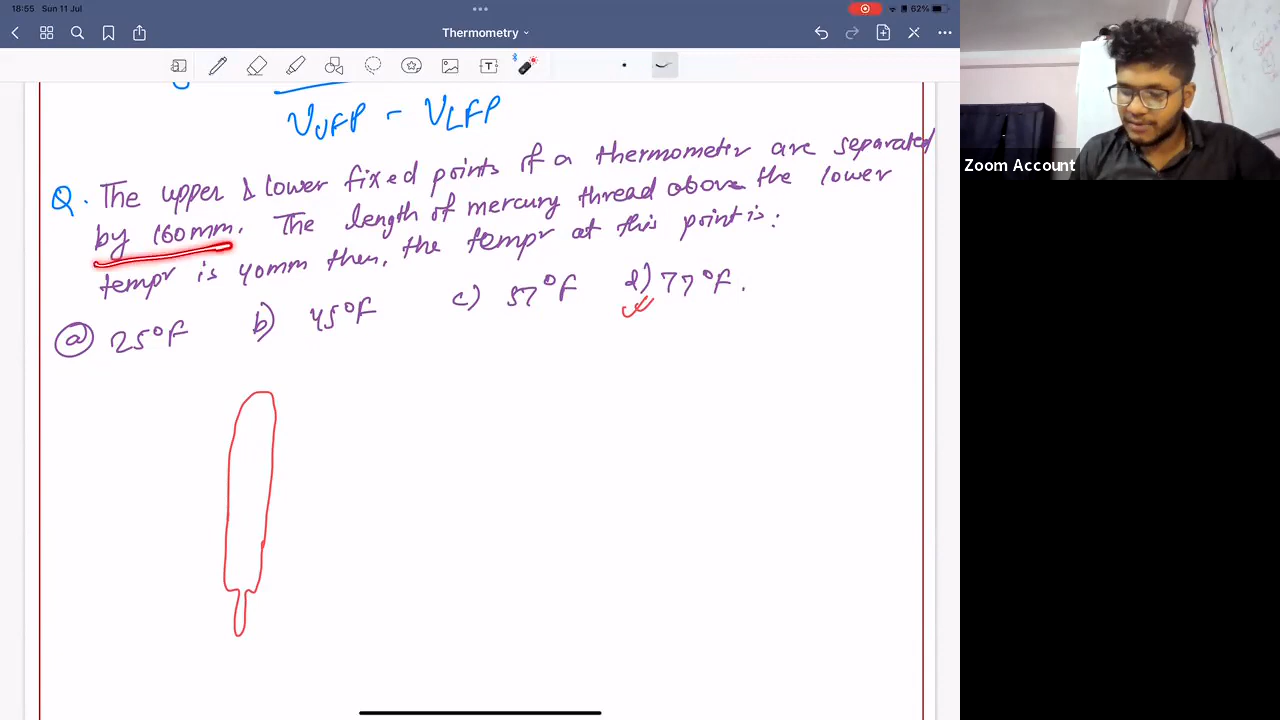 18:55 Sun 11 Jul
62%
Thermometry
V_UFP - V_LFP
Q. The upper & lower fixed points of a thermometer are separated
by 160mm. The length of mercury thread above the lower
tempr is 40mm then, the tempr at this point is:
a) 25°F b) 45°F c) 57°F d) 77°F.
Zoom Account